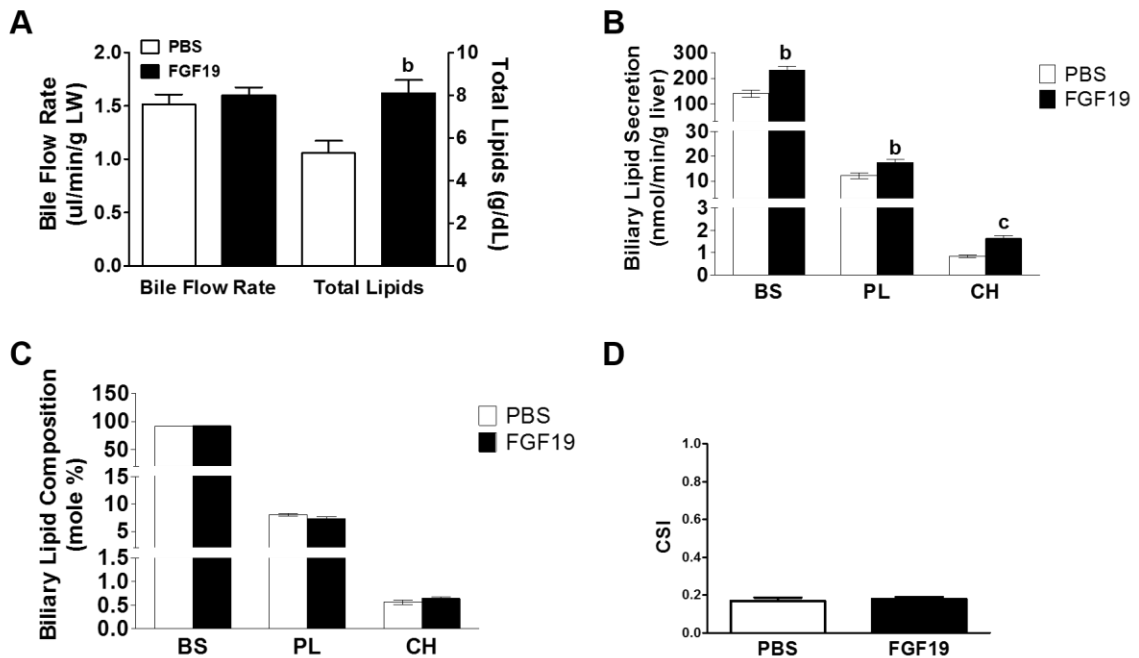 A
Bile Flow Rate
(ul/min/g LW)
2.0
1.5
1.0
0.5
0.0
PBS
FGF19
b
10
8
6
4
2
0
Total Lipids (g/dL)
Bile Flow Rate
Total Lipids
B
Biliary Lipid Secretion
(nmol/min/g liver)
300
200
100
30
20
10
3
2
1
0
b
b
c
BS
PL
CH
PBS
FGF19
C
Biliary Lipid Composition
(mole %)
150
100
50
15
10
5
1.5
1.0
0.5
0.0
BS
PL
CH
PBS
FGF19
D
CSI
1.0
0.8
0.6
0.4
0.2
0.0
PBS
FGF19